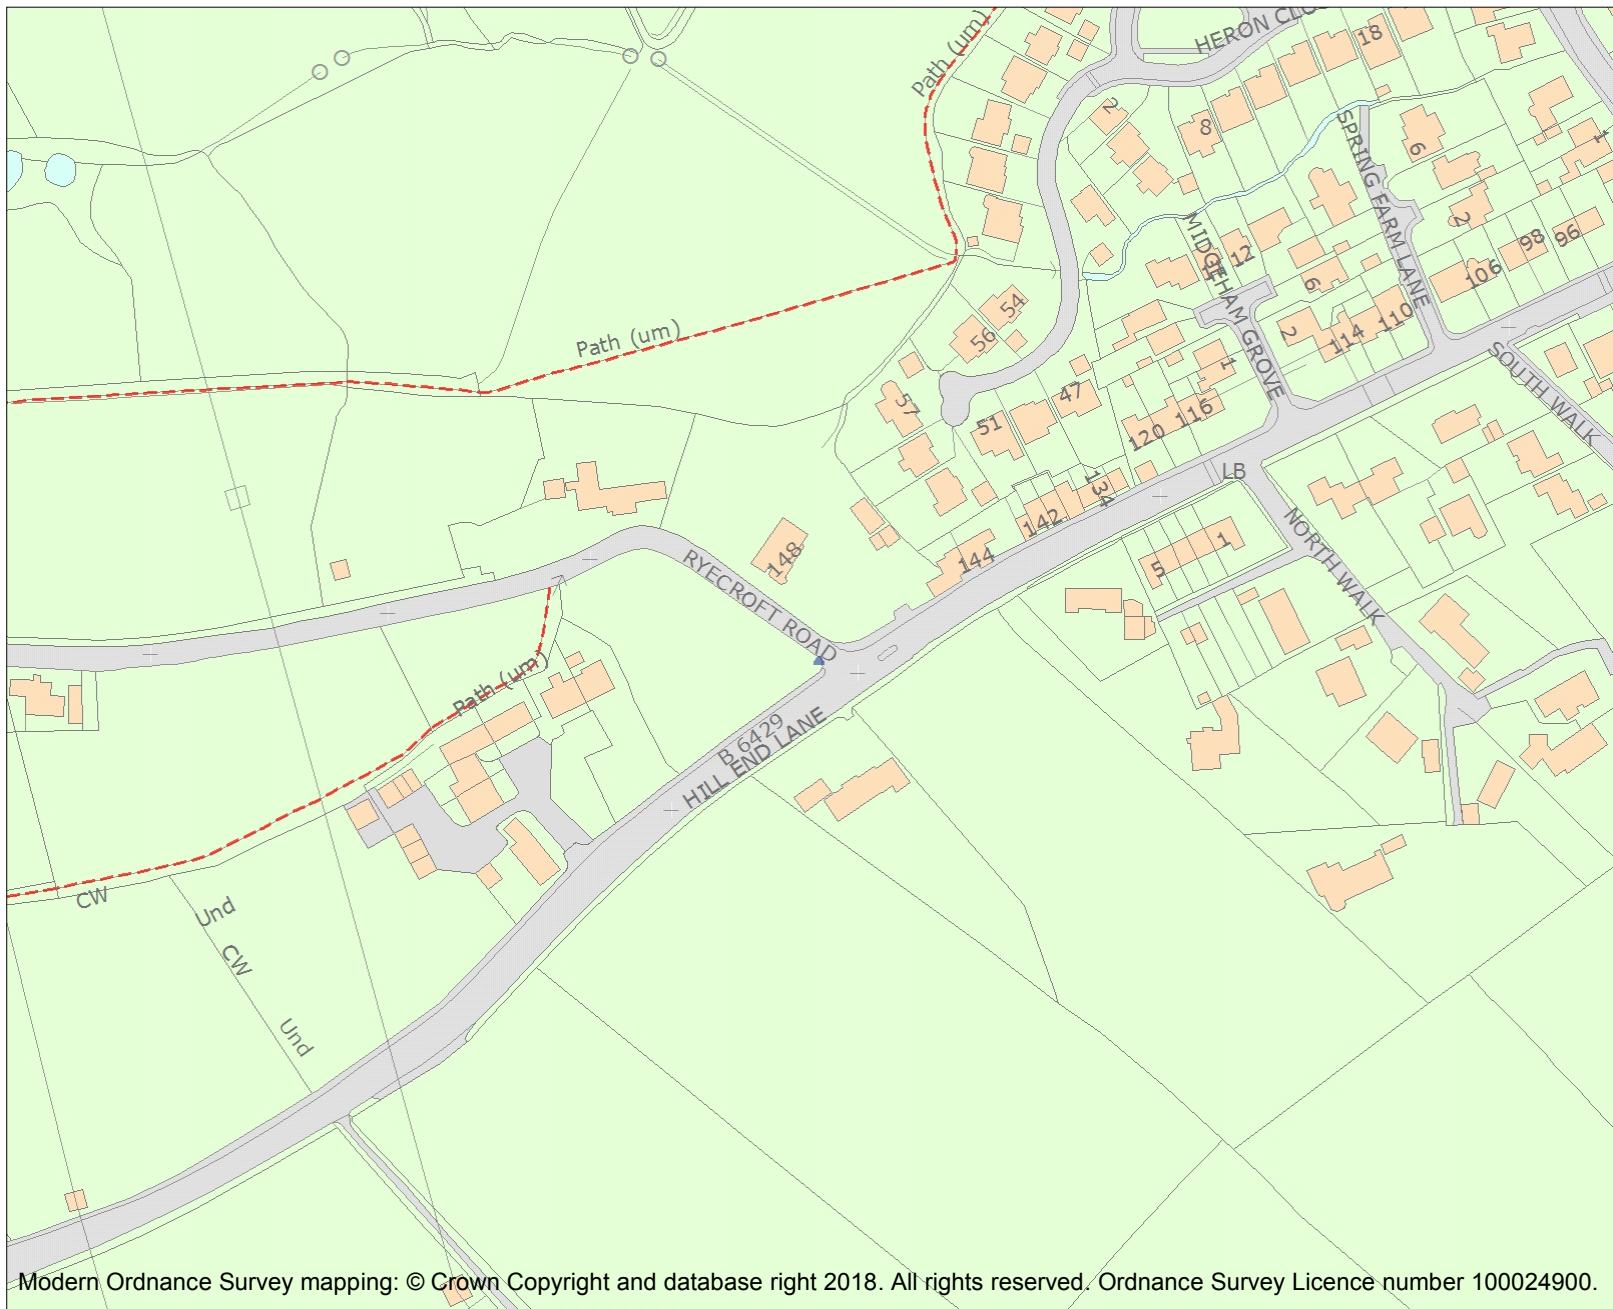 HERON CLO
Path (um)
18
2
8
SPRING FARM LANE
6
1
2
98
96
MIDGEHAM GROVE
12
11
6
106
54
56
2
114
110
Path (um)
1
SOUTH WALK
47
57
51
116
120
LB
134
142
144
148
RYECROFT ROAD
1
5
NORTH WALK
Path (um)
B 6429
HILL END LANE
CW
Und
CW
Und
Modern Ordnance Survey mapping: © Crown Copyright and database right 2018. All rights reserved. Ordnance Survey Licence number 100024900.